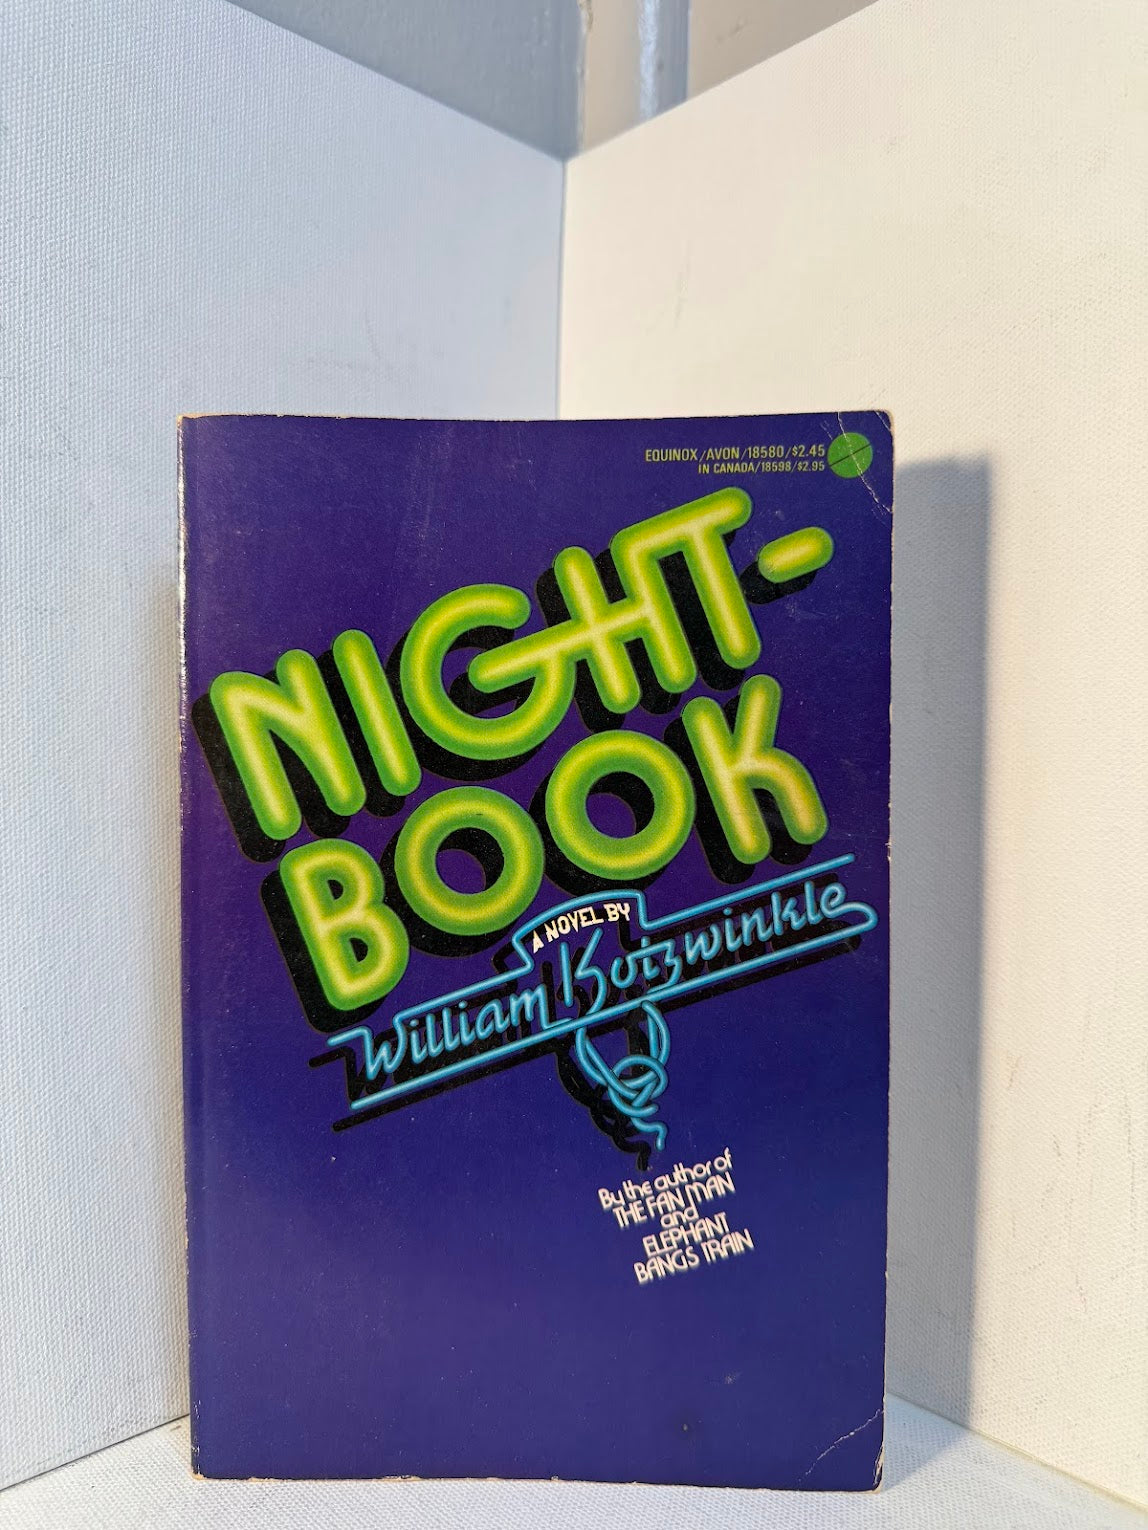 EQUINOX/AVON/18580/$2.45
IN CANADA/18598/$2.95
NIGHT-
BOOK
A NOVEL BY
William Kotzwinkle
By the author of
THE FAN MAN
and
ELEPHANT
BANGS TRAIN